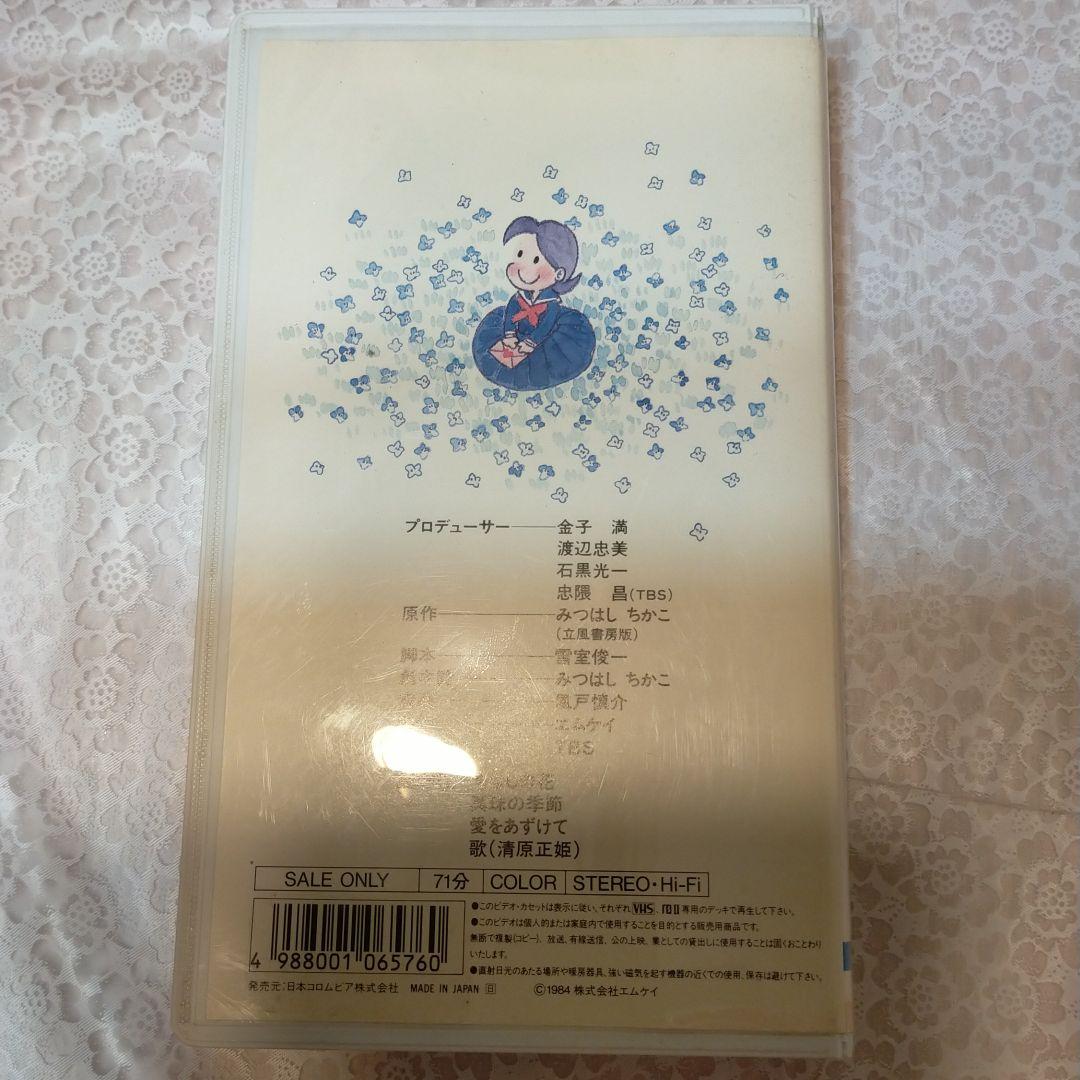 プロデューサー──金子 満
渡辺忠美
石黒光一
忠隈 昌(TBS)
原作──みつはし ちかこ
(立風書房版)
脚本──雪室俊一
みつはし ちかこ
亀戸慎介
エムケイ
TBS
真珠の季節
愛をあずけて
歌(清原正姫)
SALE ONLY 71分 COLOR STEREO・Hi-Fi
●このビデオ・カセットは表示に従い、それぞれVHS、βII専用のデッキで再生して下さい。
●このビデオは個人的または家庭内で使用することを目的とする販売用商品です。
無断で複製(コピー)、放送、有線送信、公の上映、業としての貸出しに使用することは固くおことわり
いたします。
●直射日光のあたる場所や暖房器具、強い磁気を起す機器の近くでの使用、保存は避けて下さい。
4 988001 065760
発売元:日本コロムビア株式会社 MADE IN JAPAN 日 ©1984 株式会社エムケイ